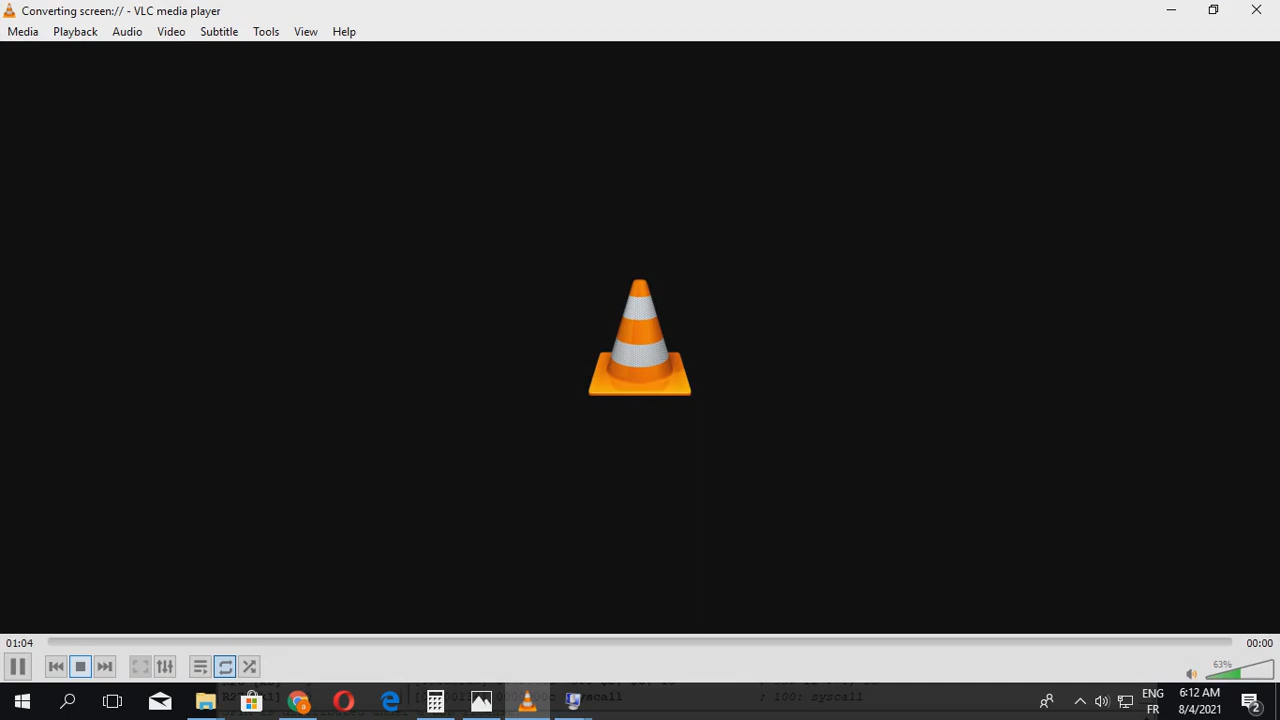 Converting screen:// - VLC media player
Media Playback Audio Video Subtitle Tools View Help
01:04 00:00
63%
; 100: syscall
ENG 6:12 AM
FR 8/4/2021 2